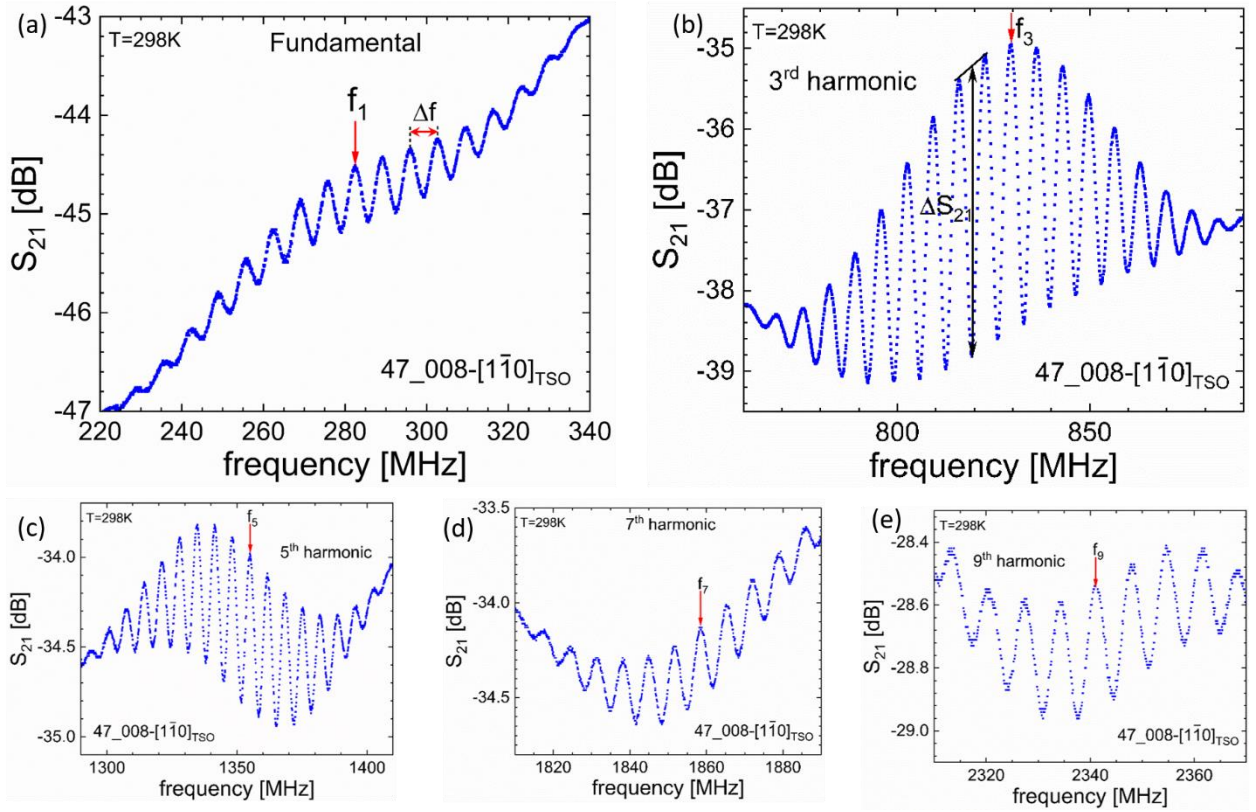 (a)
T=298K
Fundamental
f₁
Δf
47_008-[11̅0]TSO
S₂₁ [dB]
-43
-44
-45
-46
-47
220 240 260 280 300 320 340
frequency [MHz]
(b)
T=298K
f₃
3ʳᵈ harmonic
ΔS₂₁
47_008-[11̅0]TSO
S₂₁ [dB]
-35
-36
-37
-38
-39
800 850
frequency [MHz]
(c)
T=298K
f₅
5ᵗʰ harmonic
47_008-[11̅0]TSO
S₂₁ [dB]
-34.0
-34.5
-35.0
1300 1350 1400
frequency [MHz]
(d)
T=298K
7ᵗʰ harmonic
f₇
47_008-[11̅0]TSO
S₂₁ [dB]
-33.5
-34.0
-34.5
1820 1840 1860 1880
frequency [MHz]
(e)
T=298K
9ᵗʰ harmonic
f₉
47_008-[11̅0]TSO
S₂₁ [dB]
-28.4
-28.6
-28.8
-29.0
2320 2340 2360
frequency [MHz]